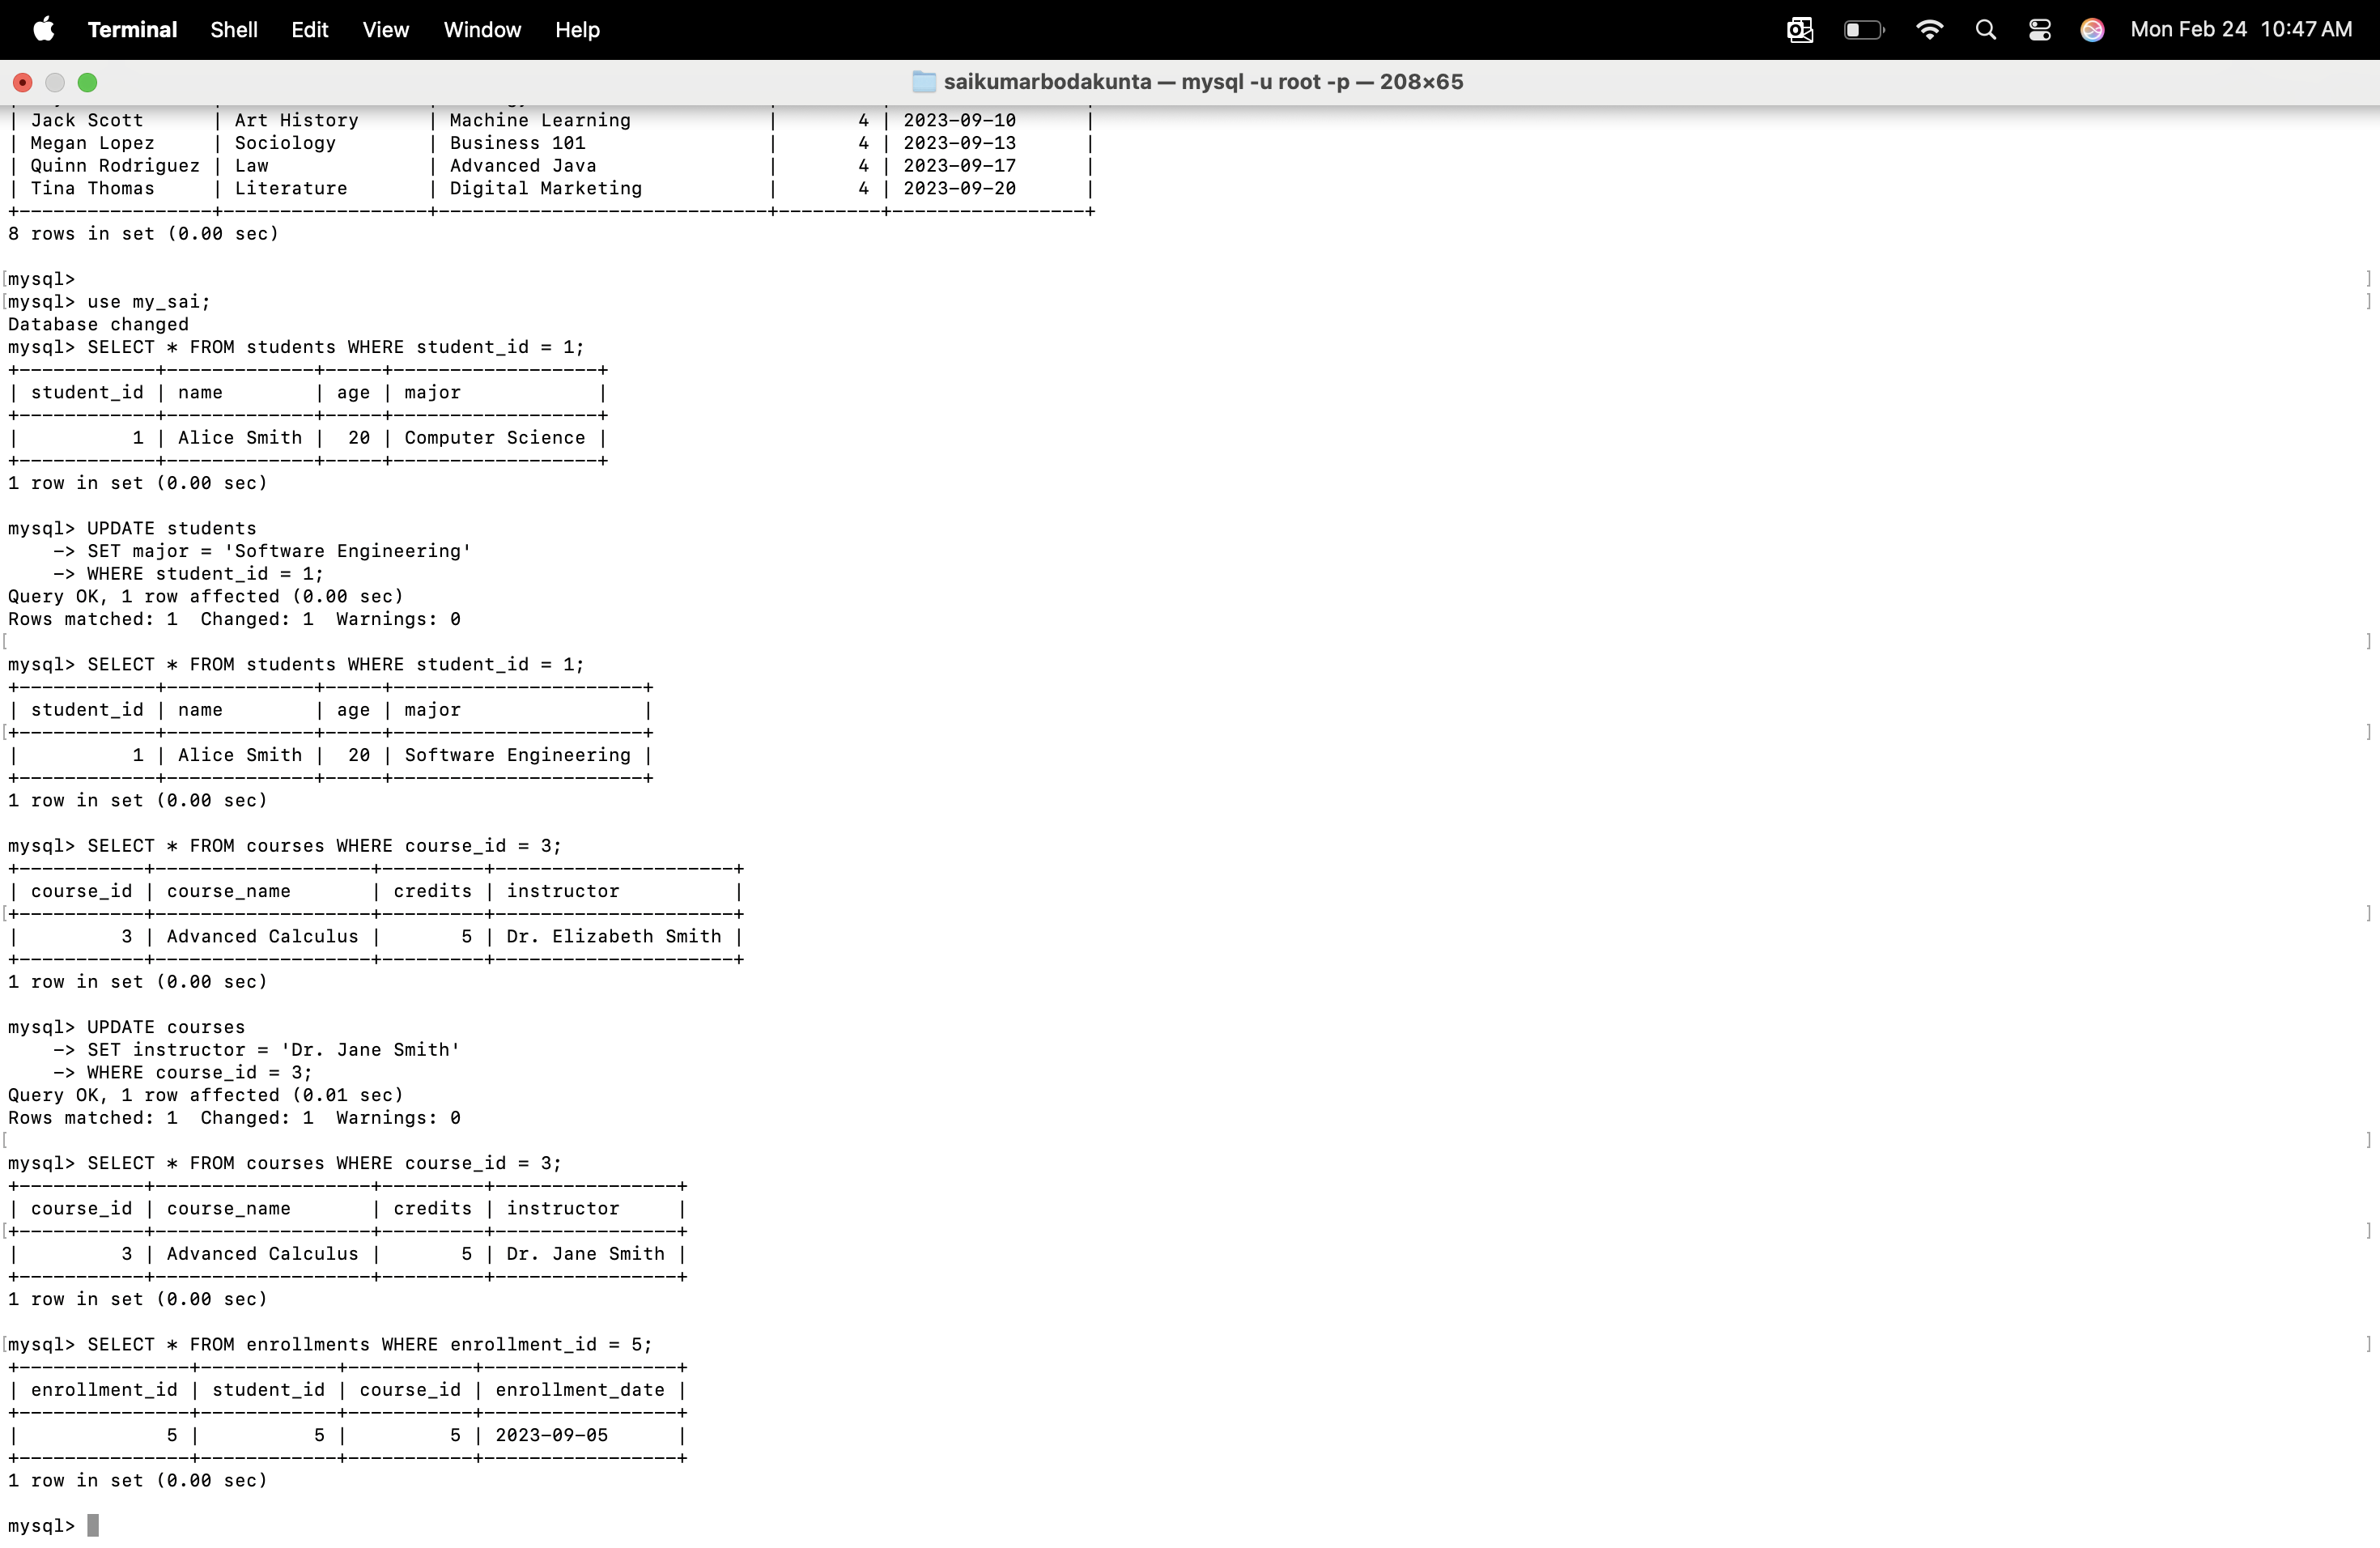 Terminal Shell Edit View Window Help Mon Feb 24 10:47 AM
saikumarbodakunta — mysql -u root -p — 208×65
| Jack Scott      | Art History      | Machine Learning            |       4 | 2023-09-10      |
| Megan Lopez     | Sociology        | Business 101                |       4 | 2023-09-13      |
| Quinn Rodriguez | Law              | Advanced Java               |       4 | 2023-09-17      |
| Tina Thomas     | Literature       | Digital Marketing           |       4 | 2023-09-20      |
+-----------------+------------------+-----------------------------+---------+-----------------+
8 rows in set (0.00 sec)
[mysql> ]
[mysql> use my_sai; ]
Database changed
mysql> SELECT * FROM students WHERE student_id = 1;
+------------+-------------+-----+------------------+
| student_id | name        | age | major            |
+------------+-------------+-----+------------------+
|          1 | Alice Smith |  20 | Computer Science |
+------------+-------------+-----+------------------+
1 row in set (0.00 sec)
mysql> UPDATE students
    -> SET major = 'Software Engineering'
    -> WHERE student_id = 1;
Query OK, 1 row affected (0.00 sec)
Rows matched: 1  Changed: 1  Warnings: 0
[ ]
mysql> SELECT * FROM students WHERE student_id = 1;
+------------+-------------+-----+----------------------+
| student_id | name        | age | major                |
[+------------+-------------+-----+----------------------+ ]
|          1 | Alice Smith |  20 | Software Engineering |
+------------+-------------+-----+----------------------+
1 row in set (0.00 sec)
mysql> SELECT * FROM courses WHERE course_id = 3;
+-----------+-------------------+---------+---------------------+
| course_id | course_name       | credits | instructor          |
[+-----------+-------------------+---------+---------------------+ ]
|         3 | Advanced Calculus |       5 | Dr. Elizabeth Smith |
+-----------+-------------------+---------+---------------------+
1 row in set (0.00 sec)
mysql> UPDATE courses
    -> SET instructor = 'Dr. Jane Smith'
    -> WHERE course_id = 3;
Query OK, 1 row affected (0.01 sec)
Rows matched: 1  Changed: 1  Warnings: 0
[ ]
mysql> SELECT * FROM courses WHERE course_id = 3;
+-----------+-------------------+---------+----------------+
| course_id | course_name       | credits | instructor     |
[+-----------+-------------------+---------+----------------+ ]
|         3 | Advanced Calculus |       5 | Dr. Jane Smith |
+-----------+-------------------+---------+----------------+
1 row in set (0.00 sec)
[mysql> SELECT * FROM enrollments WHERE enrollment_id = 5; ]
+---------------+------------+-----------+-----------------+
| enrollment_id | student_id | course_id | enrollment_date |
+---------------+------------+-----------+-----------------+
|             5 |          5 |         5 | 2023-09-05      |
+---------------+------------+-----------+-----------------+
1 row in set (0.00 sec)
mysql>